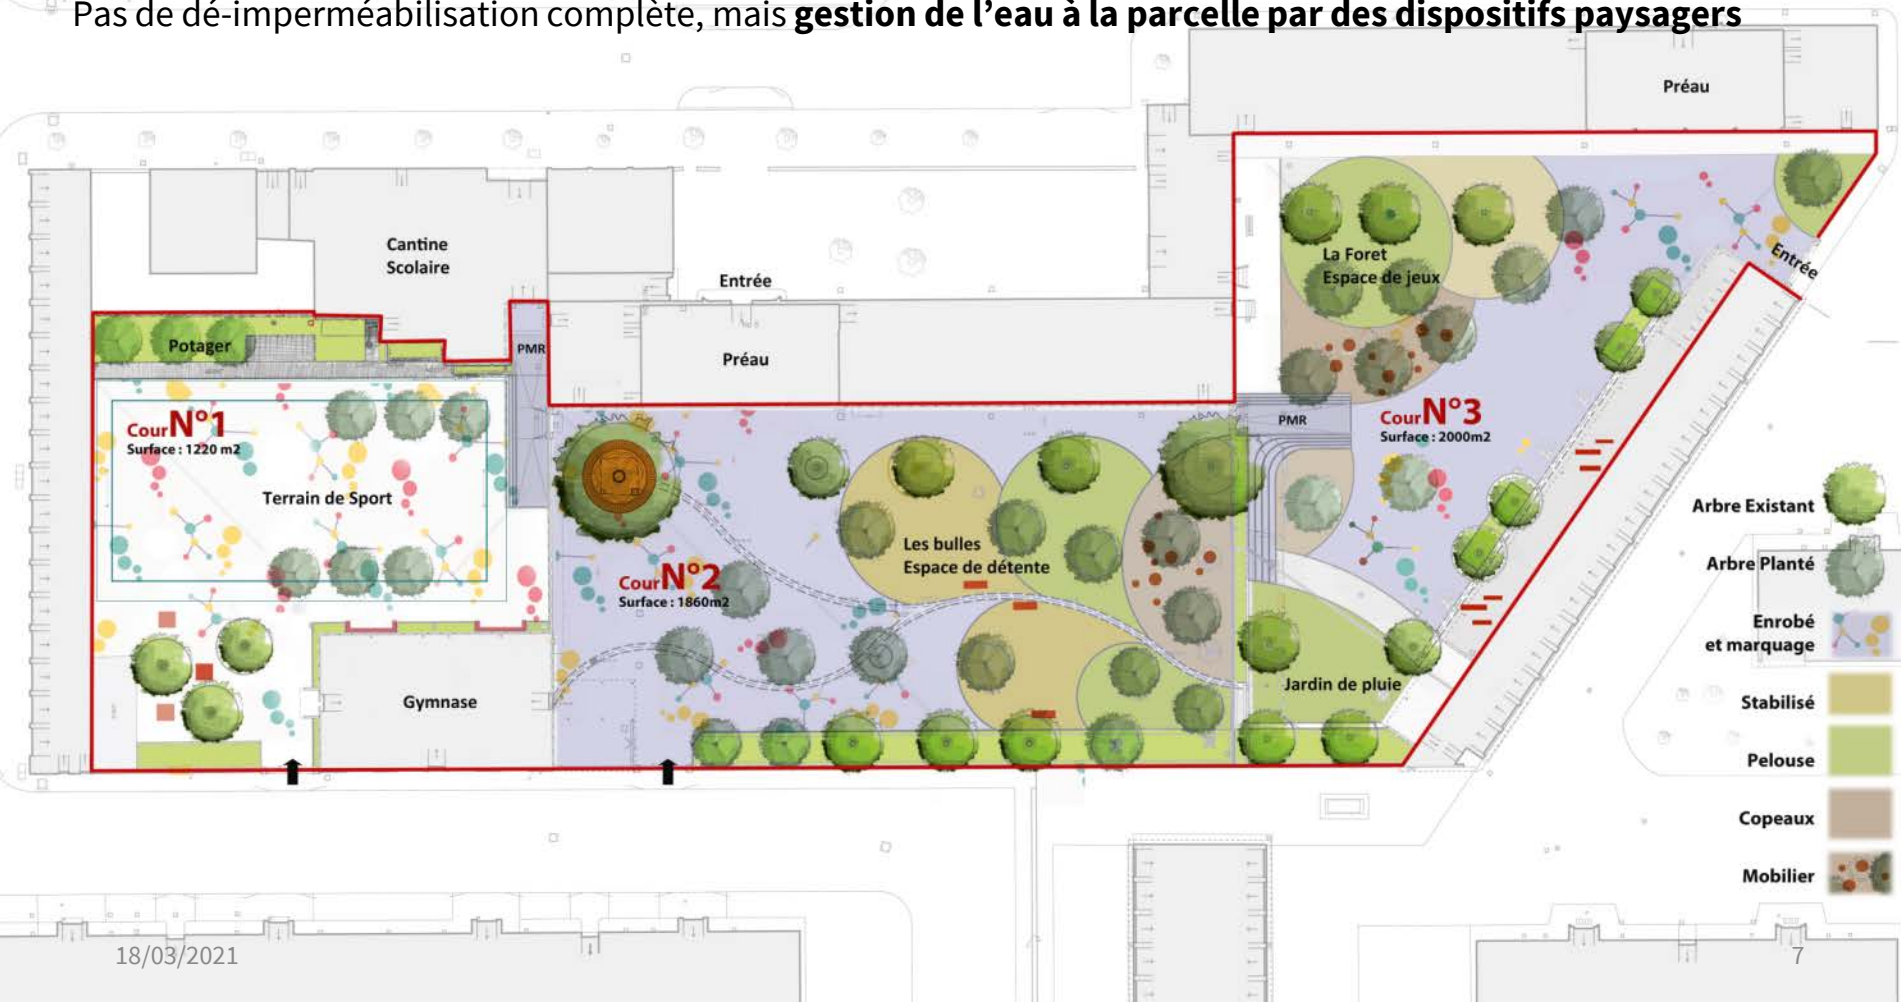 Pas de dé-imperméabilisation complète, mais gestion de l’eau à la parcelle par des dispositifs paysagers
Préau
Cantine
Scolaire
Entrée
La Foret
Espace de jeux
Entrée
Potager
PMR
Préau
Cour N°1
Surface : 1220 m2
Terrain de Sport
PMR
Cour N°3
Surface : 2000m2
Les bulles
Espace de détente
Cour N°2
Surface : 1860m2
Gymnase
Jardin de pluie
Arbre Existant
Arbre Planté
Enrobé
et marquage
Stabilisé
Pelouse
Copeaux
Mobilier
18/03/2021
7